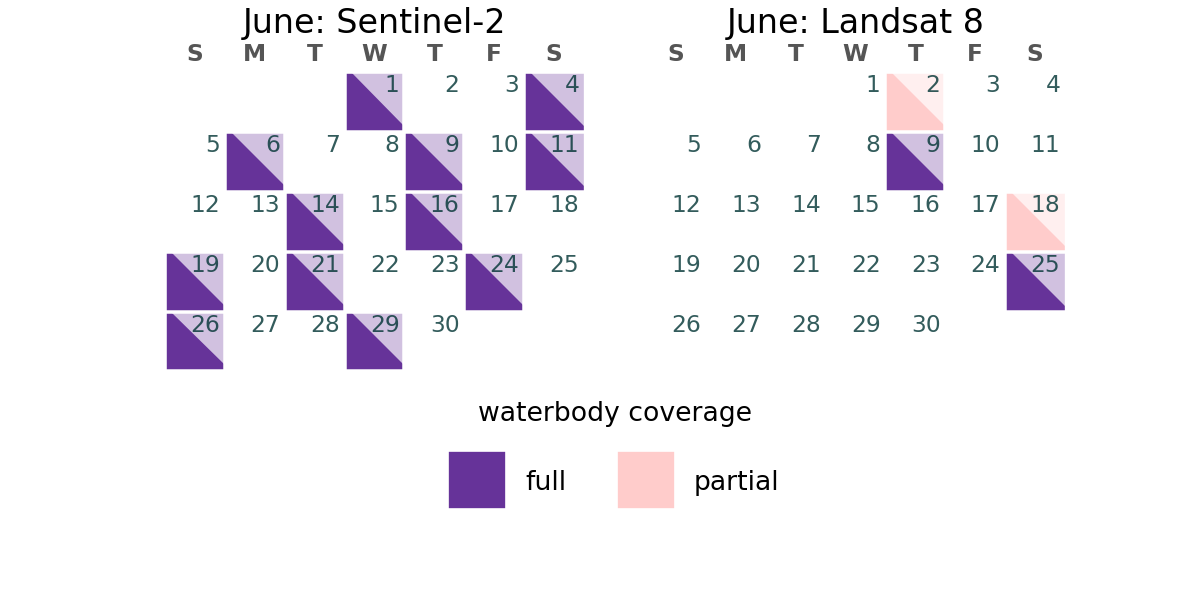 June: Sentinel-2
S M T W T F S
1 2 3 4
5 6 7 8 9 10 11
12 13 14 15 16 17 18
19 20 21 22 23 24 25
26 27 28 29 30
June: Landsat 8
S M T W T F S
1 2 3 4
5 6 7 8 9 10 11
12 13 14 15 16 17 18
19 20 21 22 23 24 25
26 27 28 29 30
waterbody coverage
full
partial